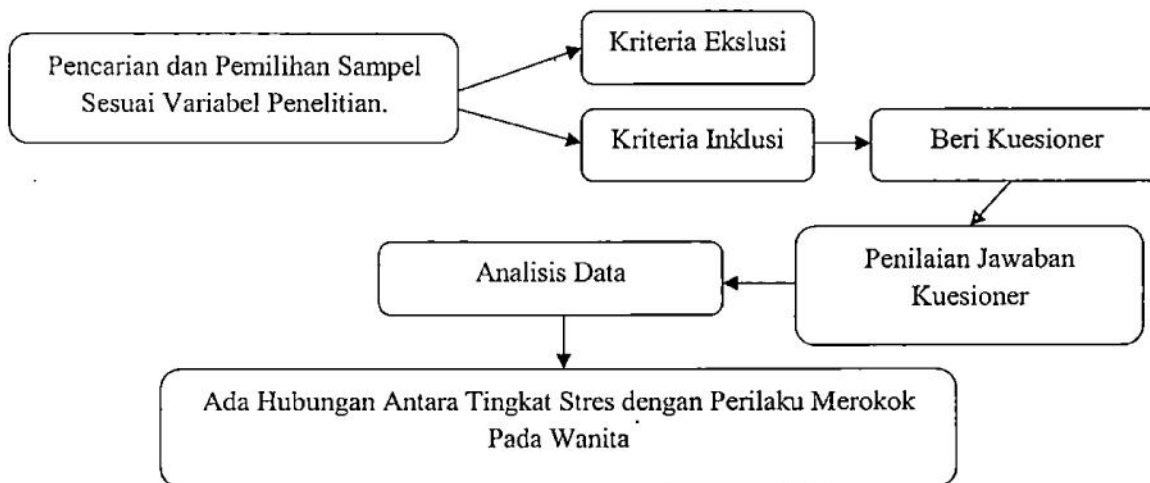 Kriteria Ekslusi
Pencarian dan Pemilihan Sampel
Sesuai Variabel Penelitian.
Kriteria Inklusi
Beri Kuesioner
Penilaian Jawaban
Kuesioner
Analisis Data
Ada Hubungan Antara Tingkat Stres dengan Perilaku Merokok
Pada Wanita